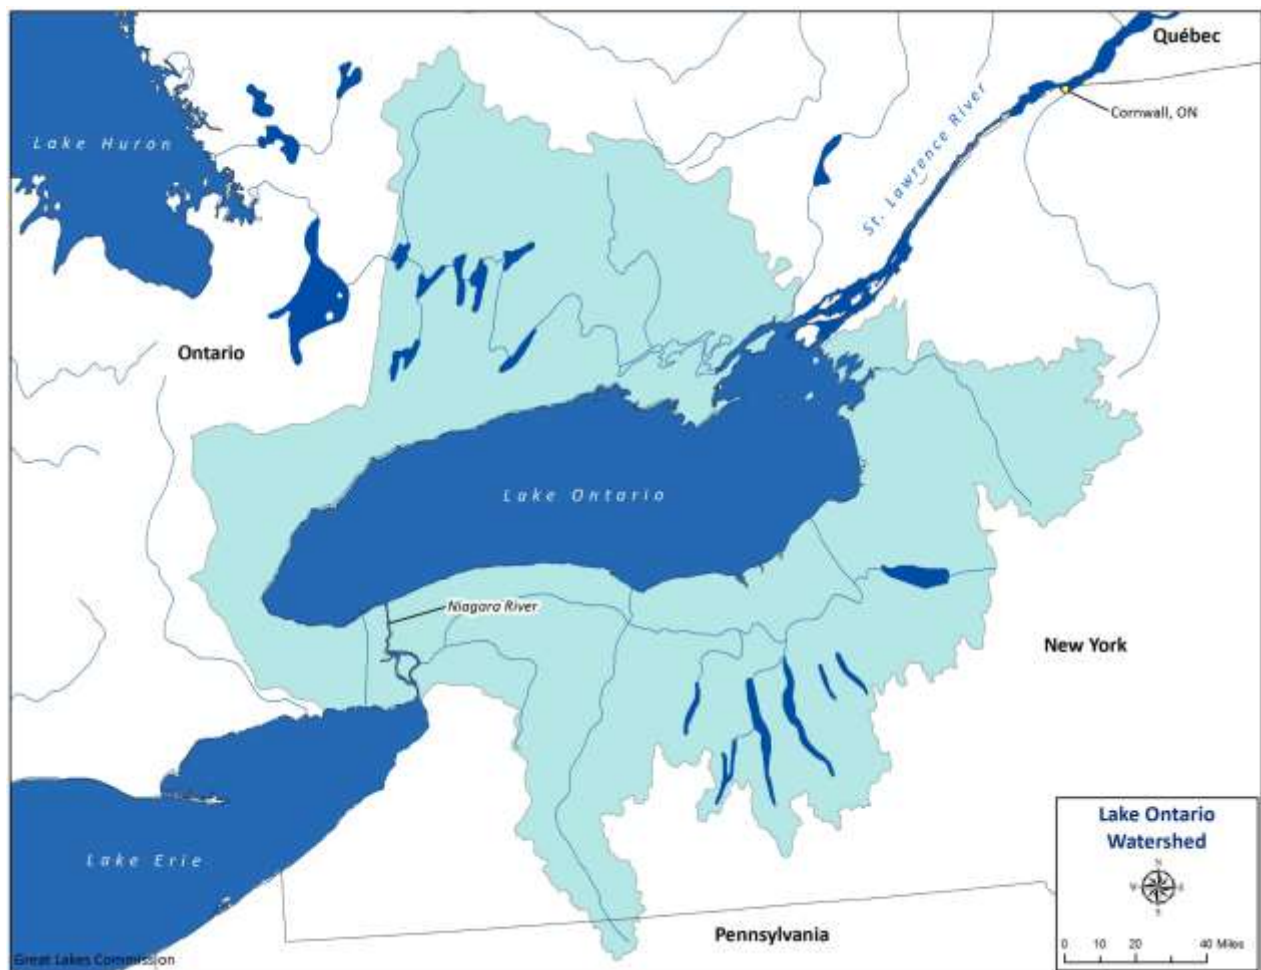 Québec
Lake Huron
St. Lawrence River
Cornwall, ON
Ontario
Lake Ontario
Niagara River
New York
Lake Erie
Pennsylvania
Lake Ontario
Watershed
N
S
0 10 20 40 Miles
Great Lakes Commission